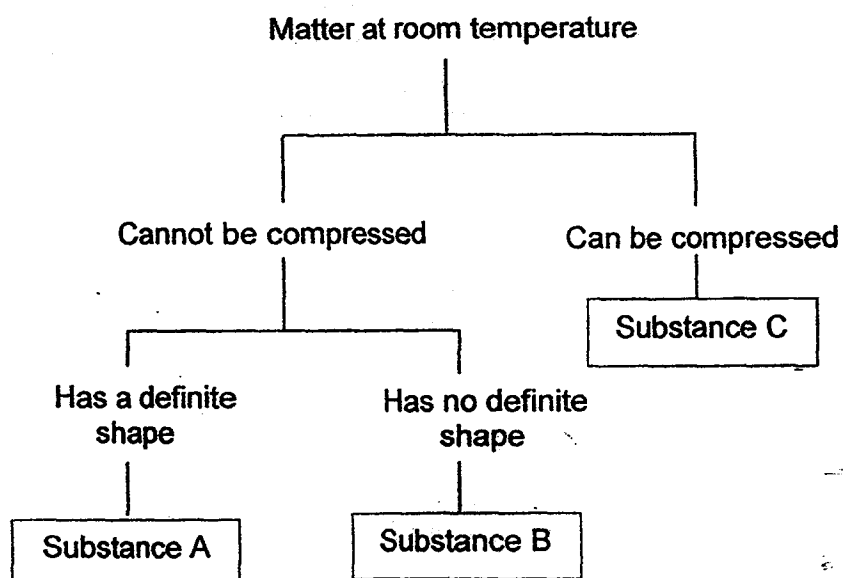 Matter at room temperature
Cannot be compressed
Can be compressed
Substance C
Has a definite
shape
Has no definite
shape
Substance A
Substance B